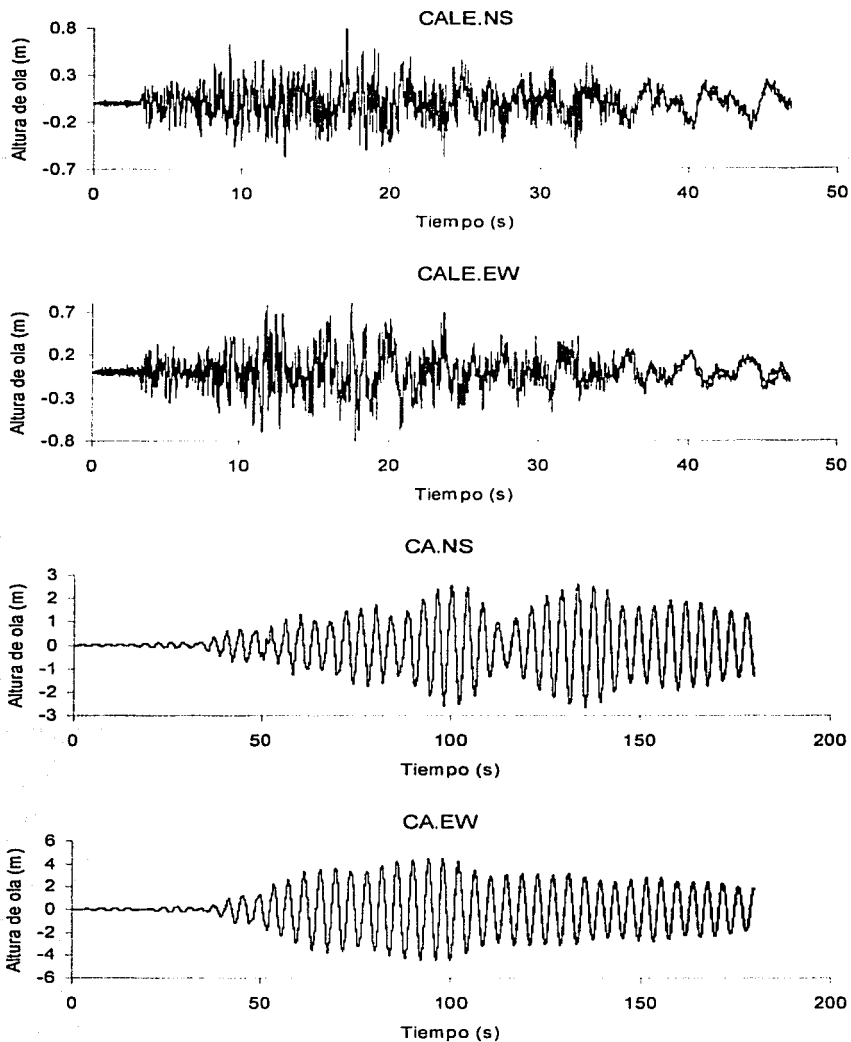 CALE.NS
Altura de ola (m)
0.8
0.3
-0.2
-0.7
0 10 20 30 40 50
Tiempo (s)
CALE.EW
Altura de ola (m)
0.7
0.2
-0.3
-0.8
0 10 20 30 40 50
Tiempo (s)
CA.NS
Altura de ola (m)
3
2
1
0
-1
-2
-3
0 50 100 150 200
Tiempo (s)
CA.EW
Altura de ola (m)
6
4
2
0
-2
-4
-6
0 50 100 150 200
Tiempo (s)